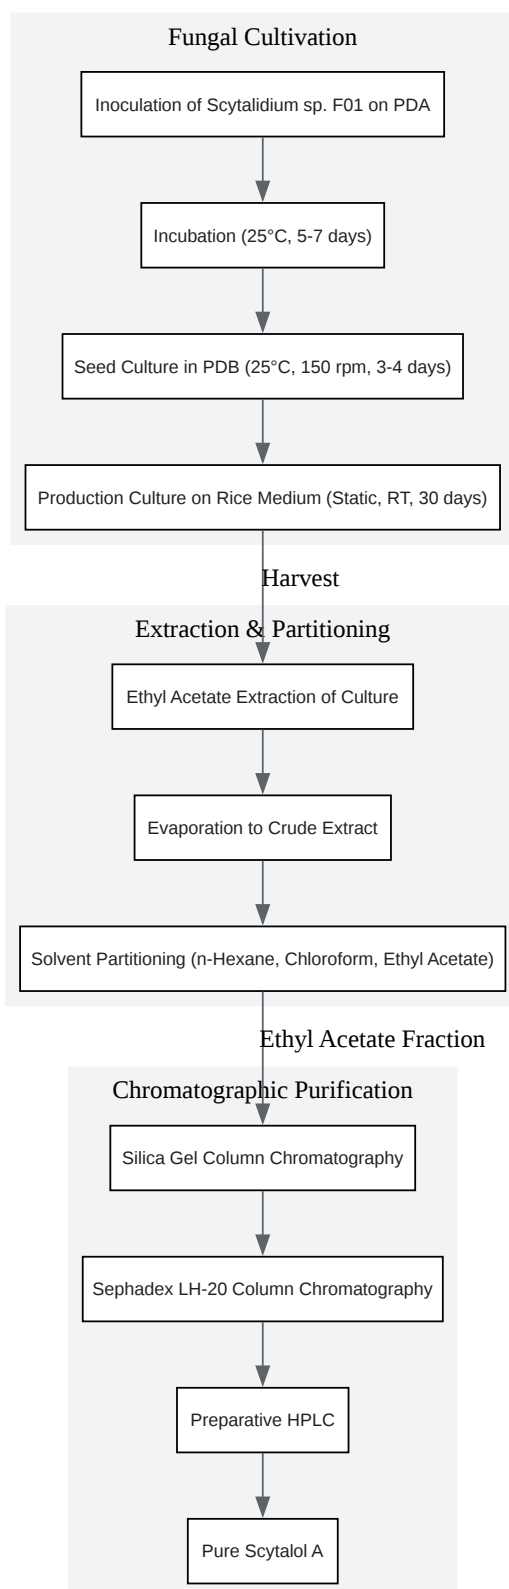 Fungal Cultivation
Inoculation of Scytalidium sp. F01 on PDA
Incubation (25°C, 5-7 days)
Seed Culture in PDB (25°C, 150 rpm, 3-4 days)
Production Culture on Rice Medium (Static, RT, 30 days)
Harvest
Extraction & Partitioning
Ethyl Acetate Extraction of Culture
Evaporation to Crude Extract
Solvent Partitioning (n-Hexane, Chloroform, Ethyl Acetate)
Ethyl Acetate Fraction
Chromatographic Purification
Silica Gel Column Chromatography
Sephadex LH-20 Column Chromatography
Preparative HPLC
Pure Scytalol A